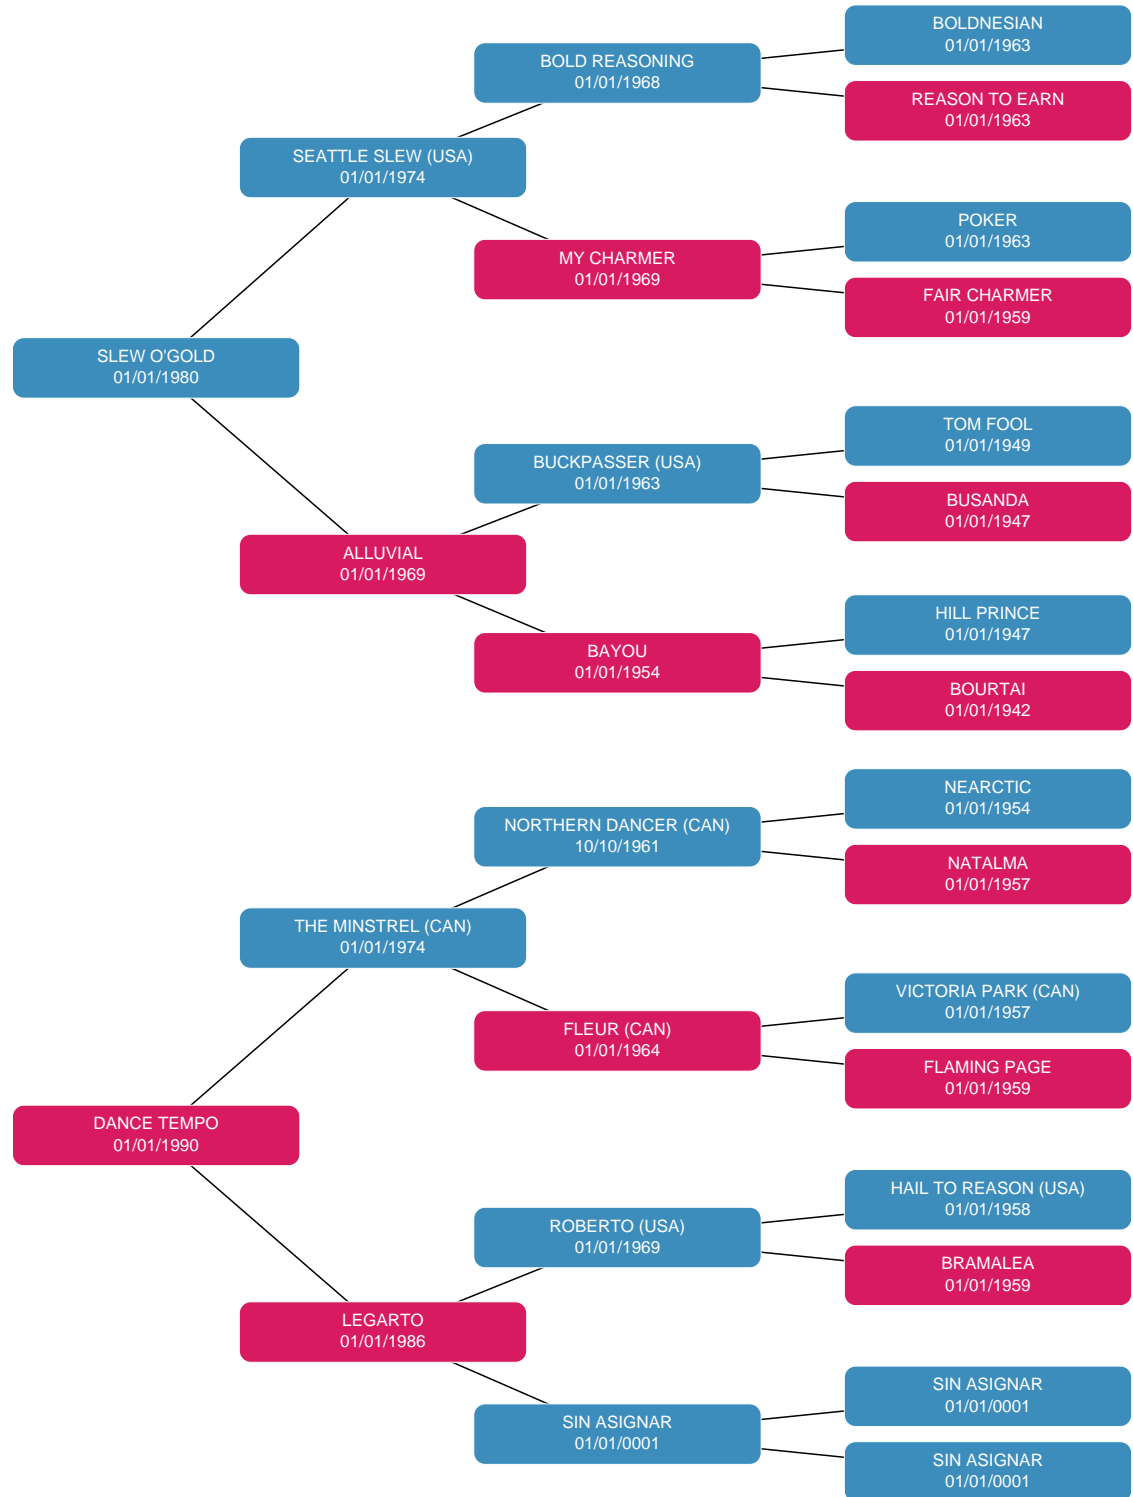 BOLDNESIAN
01/01/1963
BOLD REASONING
01/01/1968
REASON TO EARN
01/01/1963
SEATTLE SLEW (USA)
01/01/1974
POKER
01/01/1963
MY CHARMER
01/01/1969
FAIR CHARMER
01/01/1959
SLEW O'GOLD
01/01/1980
TOM FOOL
01/01/1949
BUCKPASSER (USA)
01/01/1963
BUSANDA
01/01/1947
ALLUVIAL
01/01/1969
HILL PRINCE
01/01/1947
BAYOU
01/01/1954
BOURTAI
01/01/1942
NEARCTIC
01/01/1954
NORTHERN DANCER (CAN)
10/10/1961
NATALMA
01/01/1957
THE MINSTREL (CAN)
01/01/1974
VICTORIA PARK (CAN)
01/01/1957
FLEUR (CAN)
01/01/1964
FLAMING PAGE
01/01/1959
DANCE TEMPO
01/01/1990
HAIL TO REASON (USA)
01/01/1958
ROBERTO (USA)
01/01/1969
BRAMALEA
01/01/1959
LEGARTO
01/01/1986
SIN ASIGNAR
01/01/0001
SIN ASIGNAR
01/01/0001
SIN ASIGNAR
01/01/0001